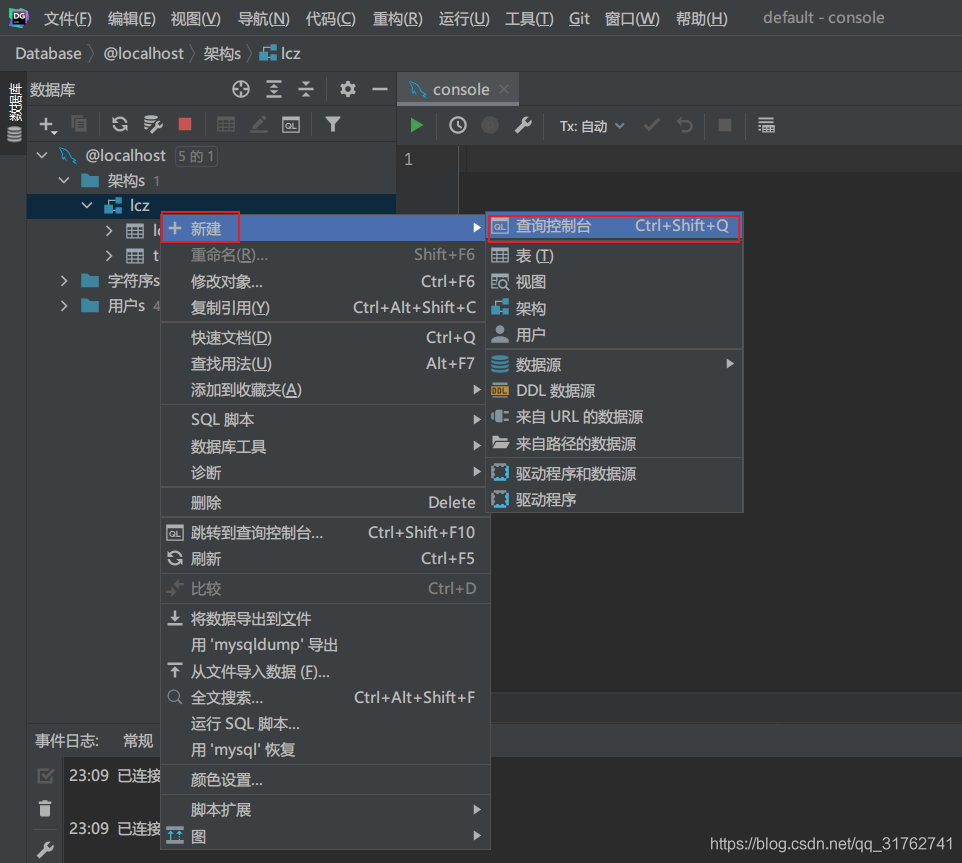 DG 文件(F) 编辑(E) 视图(V) 导航(N) 代码(C) 重构(R) 运行(U) 工具(T) Git 窗口(W) 帮助(H) default - console
Database @localhost 架构s lcz
数据库
数据库 console
QL Tx: 自动
@localhost 5 的 1
1
架构s 1
lcz
新建
重命名(R)... Shift+F6
修改对象... Ctrl+F6
复制引用(Y) Ctrl+Alt+Shift+C
快速文档(D) Ctrl+Q
查找用法(U) Alt+F7
添加到收藏夹(A)
SQL 脚本
数据库工具
诊断
删除 Delete
QL 跳转到查询控制台... Ctrl+Shift+F10
刷新 Ctrl+F5
比较 Ctrl+D
将数据导出到文件
用 'mysqldump' 导出
从文件导入数据 (F)...
全文搜索... Ctrl+Alt+Shift+F
运行 SQL 脚本...
用 'mysql' 恢复
颜色设置...
脚本扩展
图
QL 查询控制台 Ctrl+Shift+Q
表 (T)
视图
架构
用户
数据源
DDL DDL 数据源
来自 URL 的数据源
来自路径的数据源
驱动程序和数据源
驱动程序
字符序s
用户s 4
事件日志: 常规
23:09 已连接
23:09 已连接
https://blog.csdn.net/qq_31762741